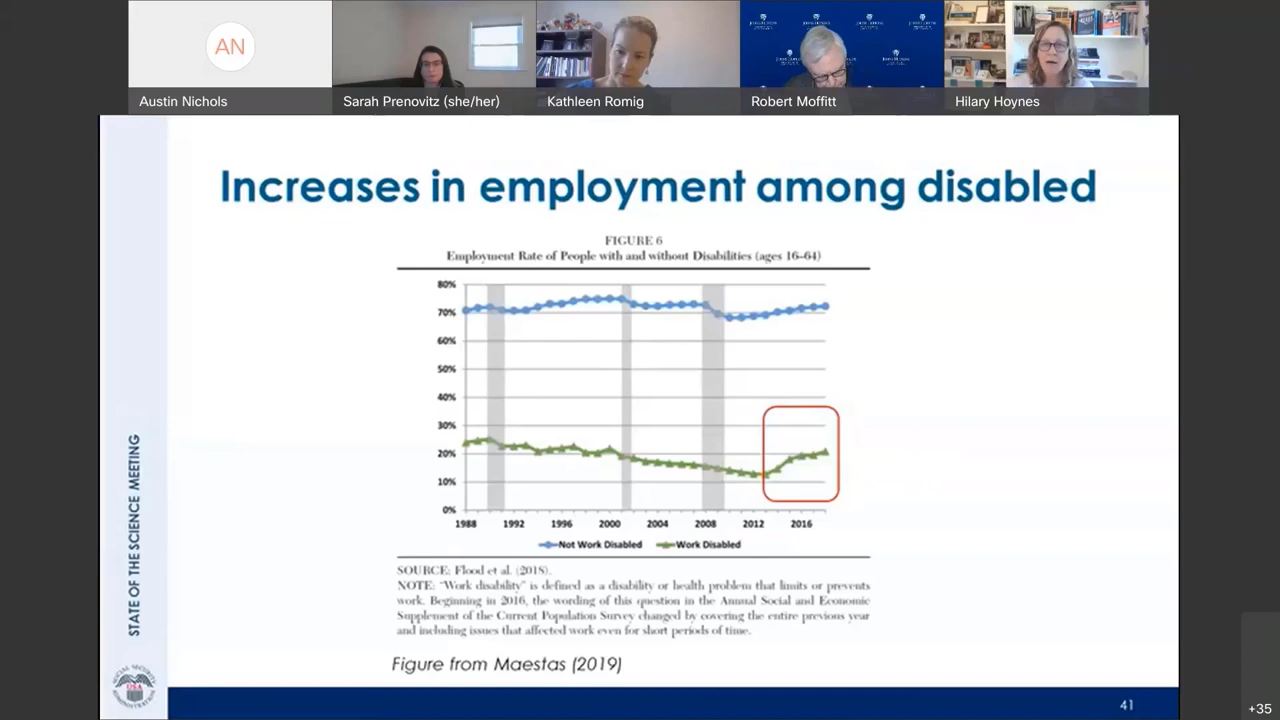 AN
Austin Nichols
Sarah Prenovitz (she/her)
Kathleen Romig
Robert Moffitt
Hilary Hoynes
Increases in employment among disabled
FIGURE 6
Employment Rate of People with and without Disabilities (ages 16–64)
80%
70%
60%
50%
40%
30%
20%
10%
0%
1988 1992 1996 2000 2004 2008 2012 2016
Not Work Disabled Work Disabled
SOURCE: Flood et al. (2018).
NOTE: "Work disability" is defined as a disability or health problem that limits or prevents
work. Beginning in 2016, the wording of this question in the Annual Social and Economic
Supplement of the Current Population Survey changed by covering the entire previous year
and including issues that affected work even for short periods of time.
Figure from Maestas (2019)
STATE OF THE SCIENCE MEETING
SOCIAL SECURITY
USA
ADMINISTRATION
41
+35